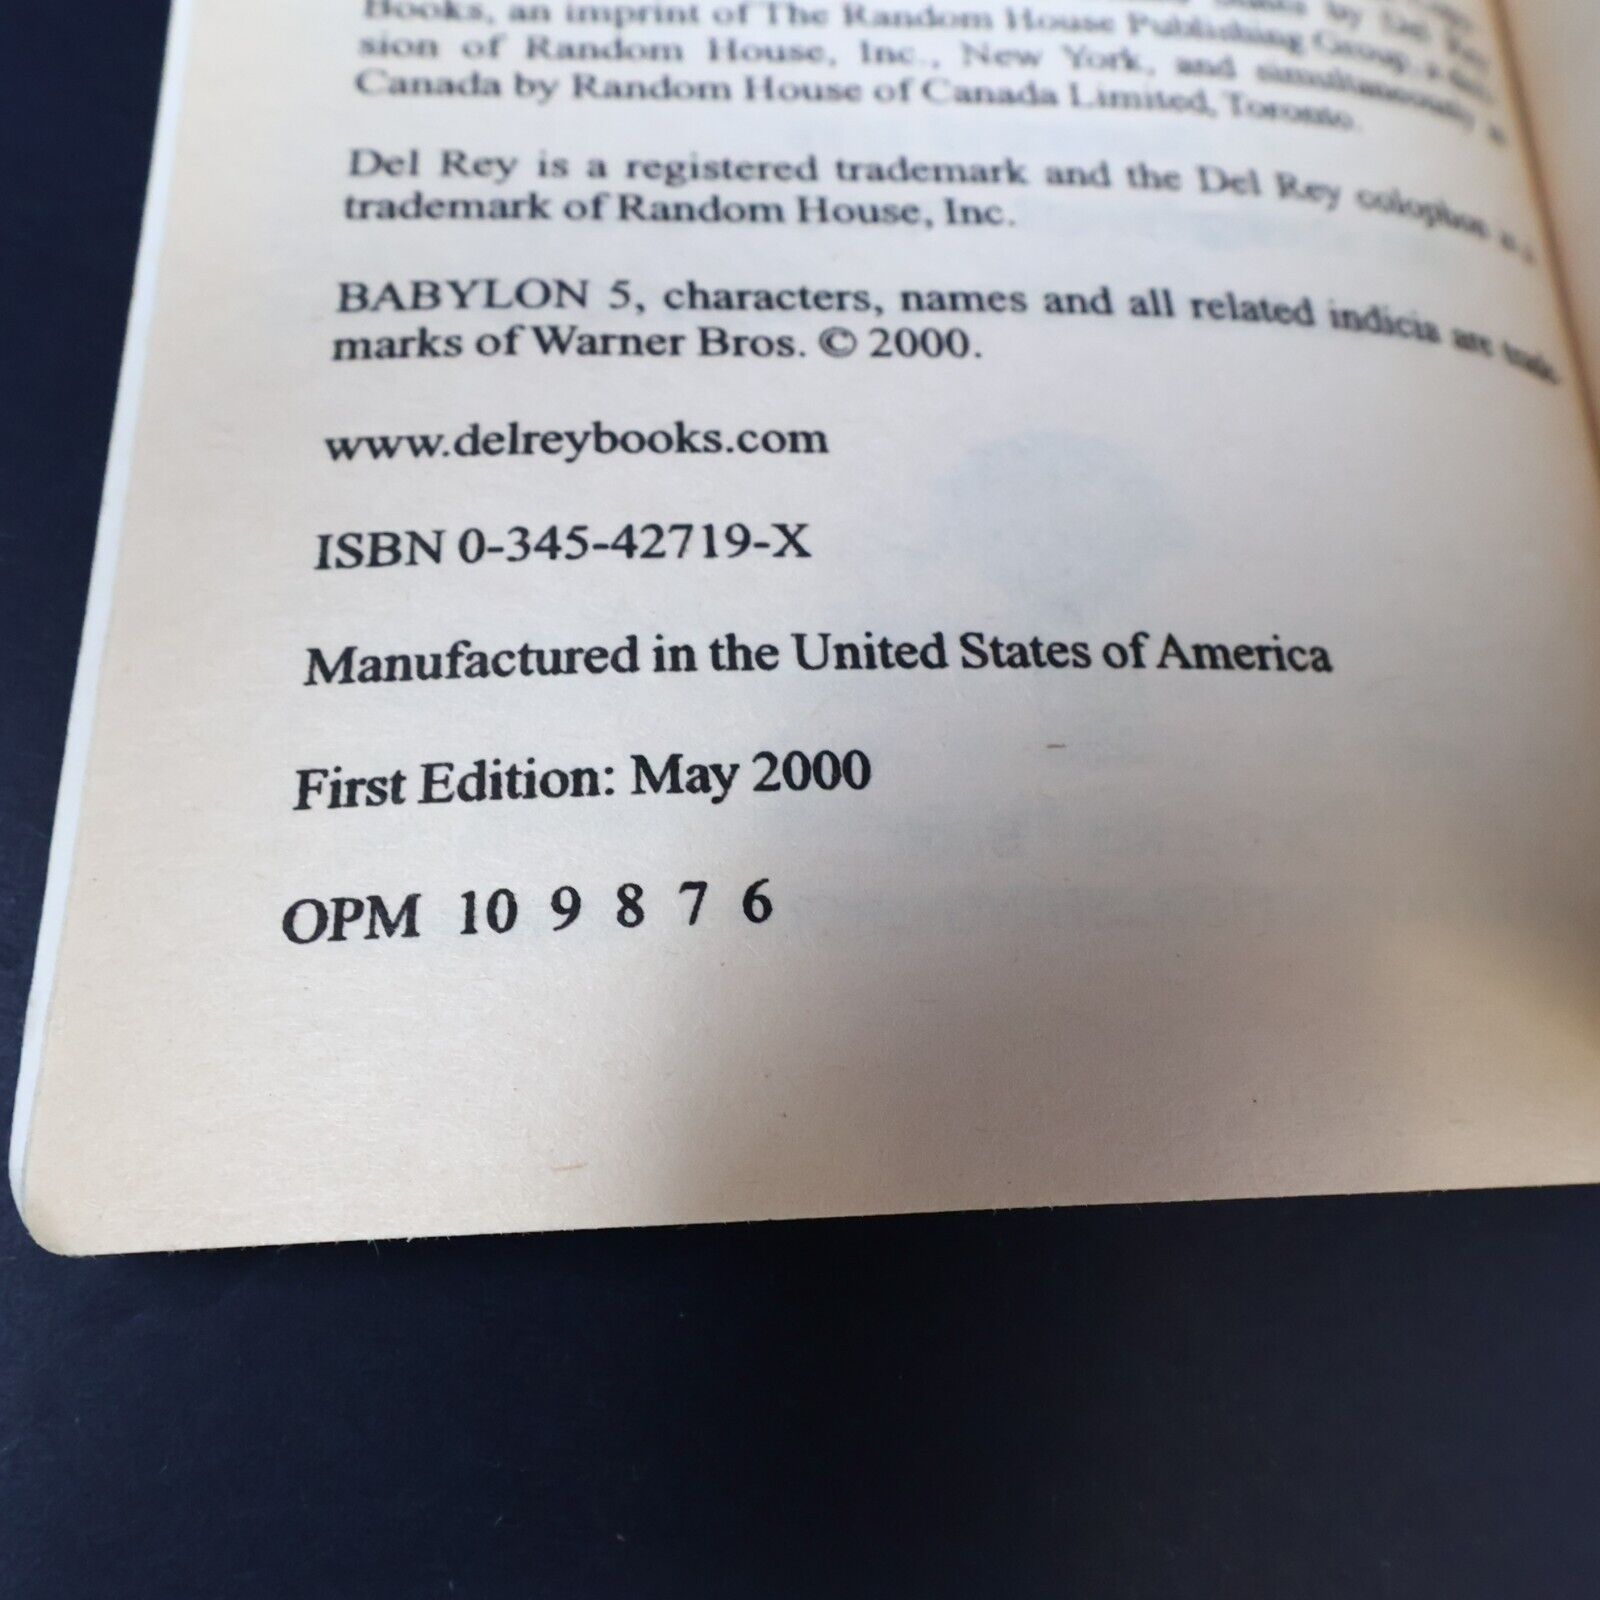 States by Del Rey
Books, an imprint of The Random House Publishing Group, a divi-
sion of Random House, Inc., New York, and simultaneously in
Canada by Random House of Canada Limited, Toronto.
Del Rey is a registered trademark and the Del Rey colophon is a
trademark of Random House, Inc.
BABYLON 5, characters, names and all related indicia are trade-
marks of Warner Bros. © 2000.
www.delreybooks.com
ISBN 0-345-42719-X
Manufactured in the United States of America
First Edition: May 2000
OPM 10 9 8 7 6